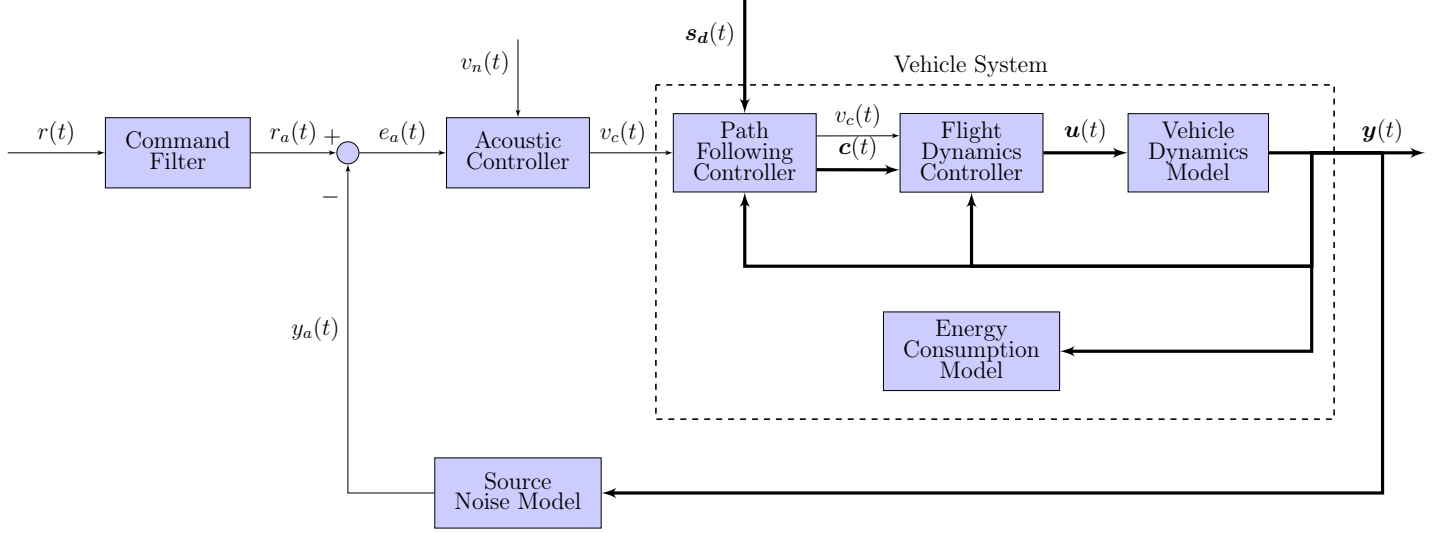 s_d(t)
Vehicle System
v_n(t)
r(t)
Command
Filter
r_a(t)
+
−
e_a(t)
Acoustic
Controller
v_c(t)
Path
Following
Controller
v_c(t)
c(t)
Flight
Dynamics
Controller
u(t)
Vehicle
Dynamics
Model
y(t)
y_a(t)
Energy
Consumption
Model
Source
Noise Model